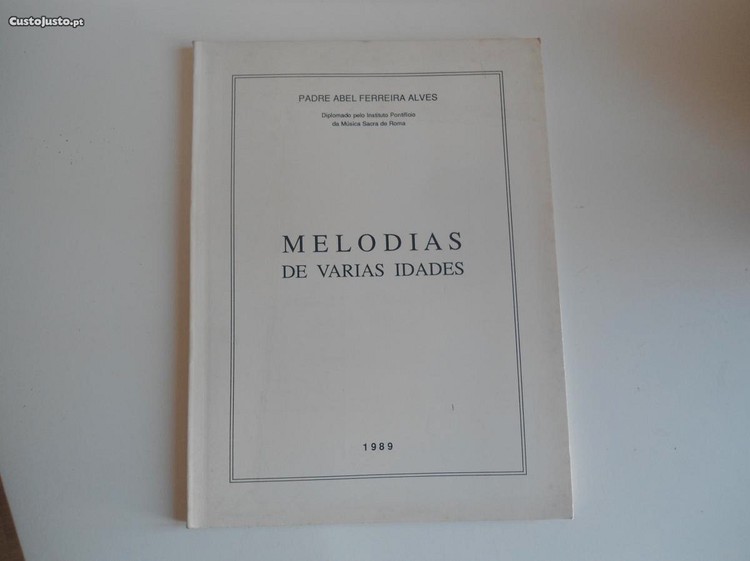 CustoJusto.pt
PADRE ABEL FERREIRA ALVES
Diplomado pelo Instituto Pontifício
da Música Sacra de Roma
MELODIAS
DE VARIAS IDADES
1989